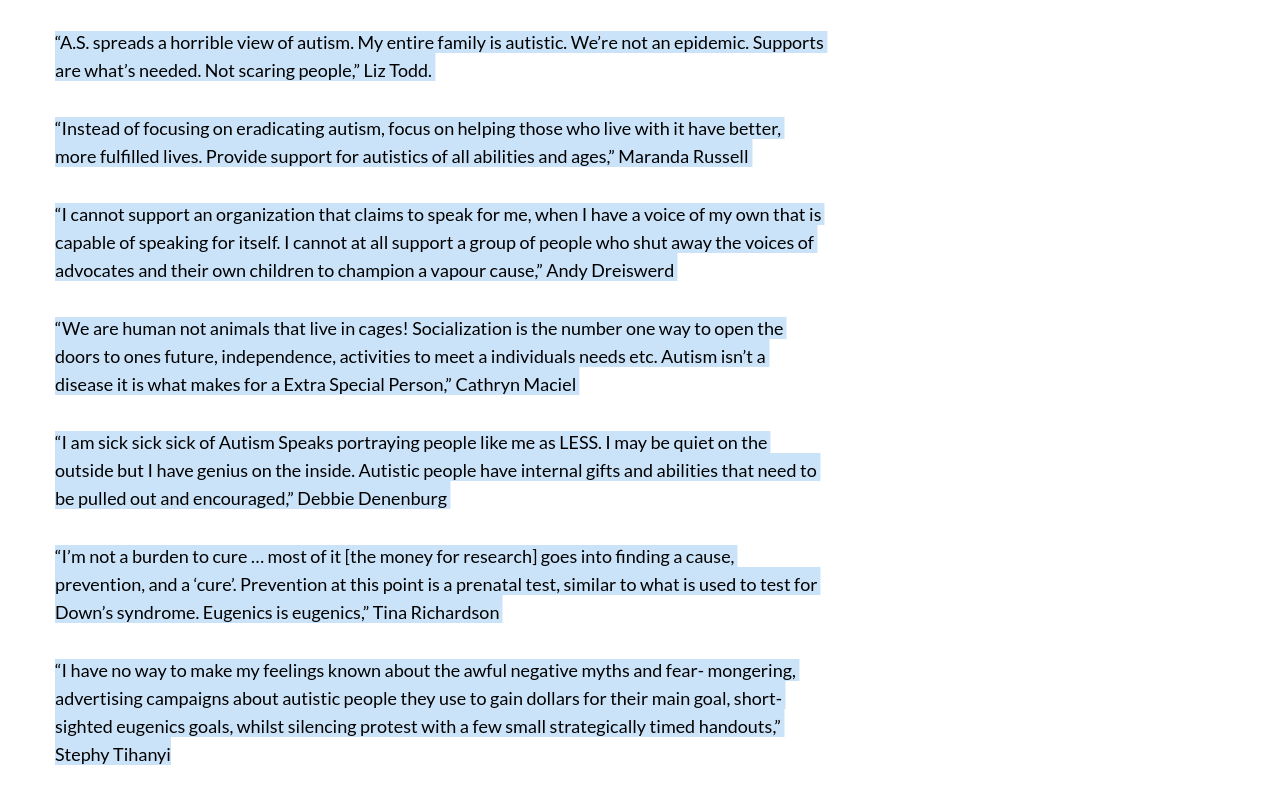 “A.S. spreads a horrible view of autism. My entire family is autistic. We’re not an epidemic. Supports
are what’s needed. Not scaring people,” Liz Todd.
“Instead of focusing on eradicating autism, focus on helping those who live with it have better,
more fulfilled lives. Provide support for autistics of all abilities and ages,” Maranda Russell
“I cannot support an organization that claims to speak for me, when I have a voice of my own that is
capable of speaking for itself. I cannot at all support a group of people who shut away the voices of
advocates and their own children to champion a vapour cause,” Andy Dreiswerd
“We are human not animals that live in cages! Socialization is the number one way to open the
doors to ones future, independence, activities to meet a individuals needs etc. Autism isn’t a
disease it is what makes for a Extra Special Person,” Cathryn Maciel
“I am sick sick sick of Autism Speaks portraying people like me as LESS. I may be quiet on the
outside but I have genius on the inside. Autistic people have internal gifts and abilities that need to
be pulled out and encouraged,” Debbie Denenburg
“I’m not a burden to cure … most of it [the money for research] goes into finding a cause,
prevention, and a ‘cure’. Prevention at this point is a prenatal test, similar to what is used to test for
Down’s syndrome. Eugenics is eugenics,” Tina Richardson
“I have no way to make my feelings known about the awful negative myths and fear- mongering,
advertising campaigns about autistic people they use to gain dollars for their main goal, short-
sighted eugenics goals, whilst silencing protest with a few small strategically timed handouts,”
Stephy Tihanyi